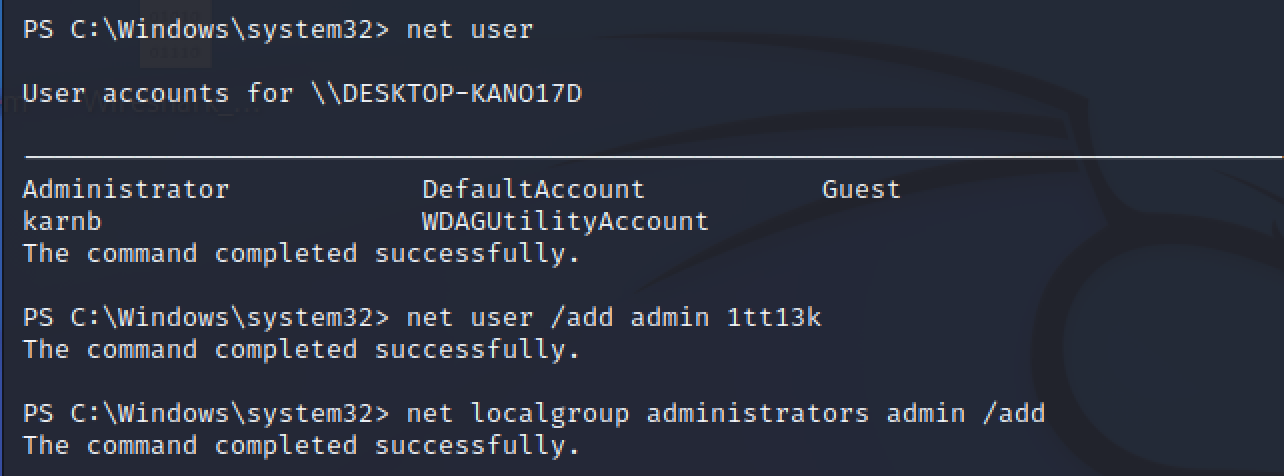 PS C:\Windows\system32> net user
User accounts for \\DESKTOP-KANO17D
Administrator DefaultAccount Guest
karnb WDAGUtilityAccount
The command completed successfully.
PS C:\Windows\system32> net user /add admin 1tt13k
The command completed successfully.
PS C:\Windows\system32> net localgroup administrators admin /add
The command completed successfully.